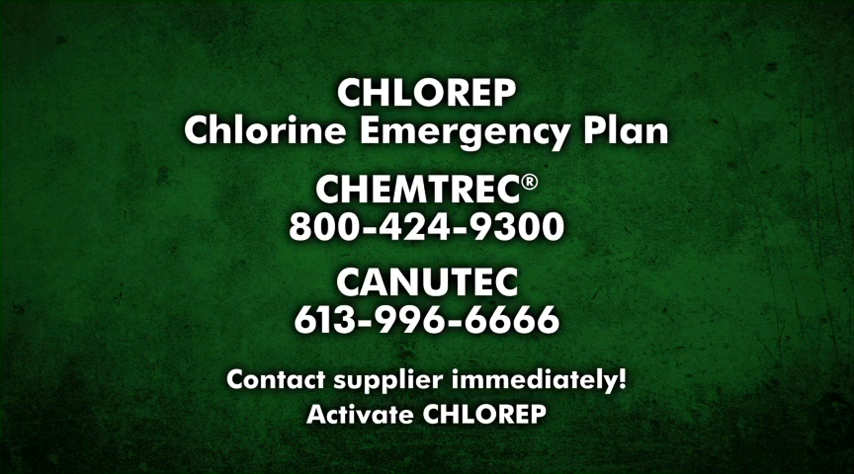 CHLOREP
Chlorine Emergency Plan
CHEMTREC®
800-424-9300
CANUTEC
613-996-6666
Contact supplier immediately!
Activate CHLOREP